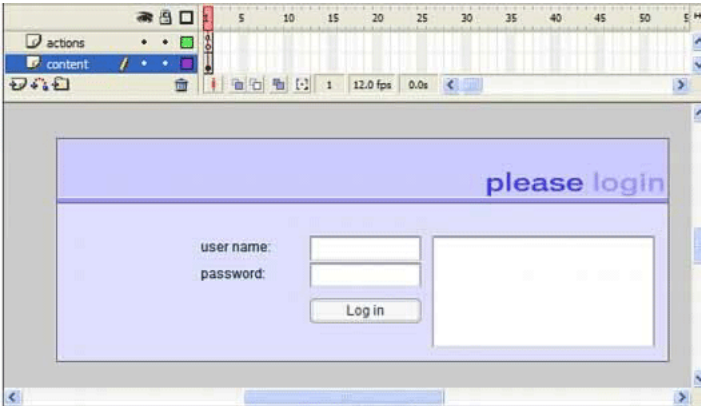 1 5 10 15 20 25 30 35 40 45 50
actions
content
1 12.0 fps 0.0s
please login
user name:
password:
Log in